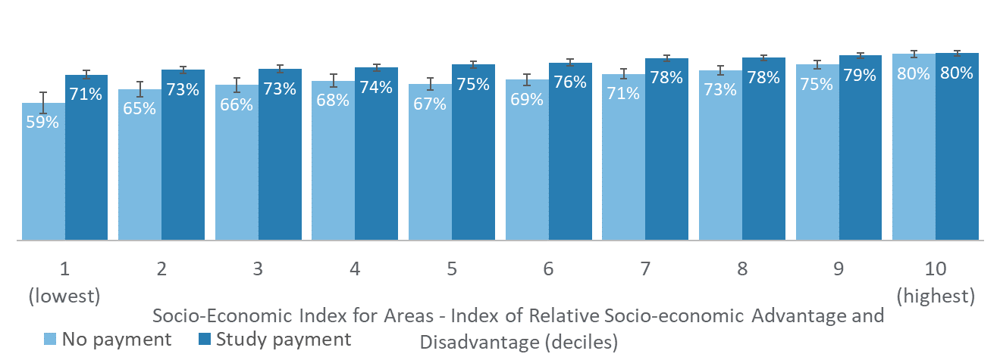 59% 71% 65% 73% 66% 73% 68% 74% 67% 75% 69% 76% 71% 78% 73% 78% 75% 79% 80% 80%
1 2 3 4 5 6 7 8 9 10
(lowest) (highest)
Socio-Economic Index for Areas - Index of Relative Socio-economic Advantage and
Disadvantage (deciles)
No payment Study payment